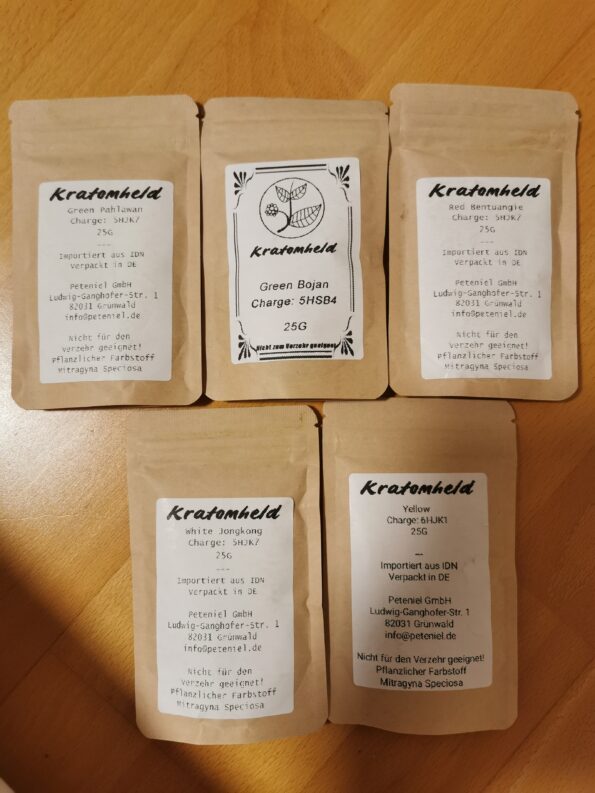 Kratomheld
Green Pahlawan
Charge: 5HJK7
25G
---
Importiert aus IDN
Verpackt in DE
Peteniel GmbH
Ludwig-Ganghofer-Str. 1
82031 Grünwald
info@peteniel.de
Nicht für den
Verzehr geeignet!
Pflanzlicher Farbstoff
Mitragyna Speciosa
Kratomheld
Green Bojan
Charge: 5HSB4
25G
Nicht zum Verzehr geeignet
Kratomheld
Red Bentuangie
Charge: 5HJK7
25G
---
Importiert aus IDN
Verpackt in DE
Peteniel GmbH
Ludwig-Ganghofer-Str. 1
82031 Grünwald
info@peteniel.de
Nicht für den
Verzehr geeignet!
Pflanzlicher Farbstoff
Mitragyna Speciosa
Kratomheld
White Jongkong
Charge: 5HJK7
25G
---
Importiert aus IDN
Verpackt in DE
Peteniel GmbH
Ludwig-Ganghofer-Str. 1
82031 Grünwald
info@peteniel.de
Nicht für den
Verzehr geeignet!
Pflanzlicher Farbstoff
Mitragyna Speciosa
Kratomheld
Yellow
Charge: 6HJK1
25G
---
Importiert aus IDN
Verpackt in DE
Peteniel GmbH
Ludwig-Ganghofer-Str. 1
82031 Grünwald
info@peteniel.de
Nicht für den Verzehr geeignet!
Pflanzlicher Farbstoff
Mitragyna Speciosa